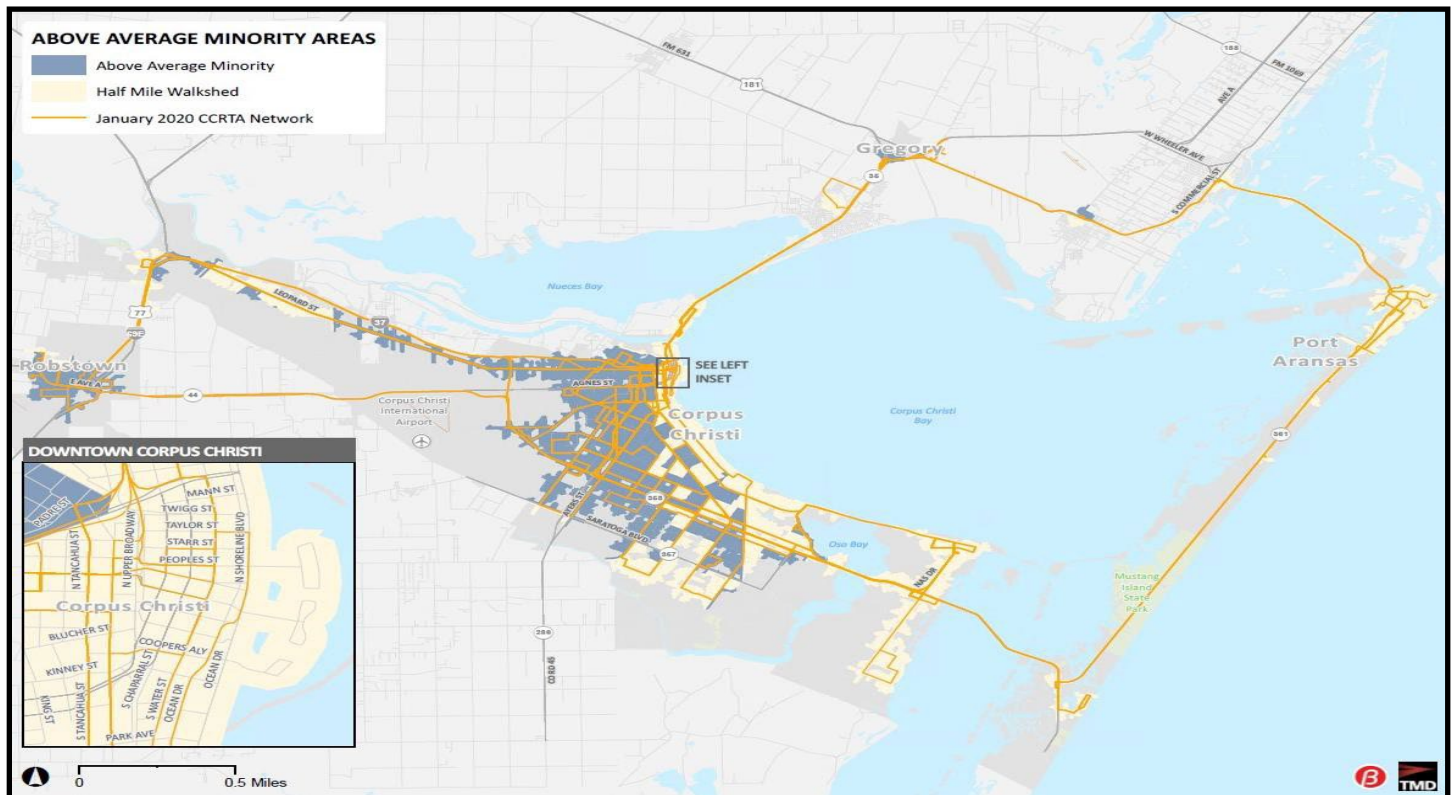 ABOVE AVERAGE MINORITY AREAS
Above Average Minority
Half Mile Walkshed
January 2020 CCRTA Network
FM 631
181
188
FM 1069
AVE A
W WHEELER AVE
S COMMERCIAL ST
Gregory
Nueces Bay
77
LEOPARD ST
37
Robstown
E AVE A
44
AGNES ST
SEE LEFT
INSET
Port
Aransas
Corpus Christi
International
Airport
Corpus
Christi
Corpus Christi
Bay
361
AYERS ST
SARATOGA BLVD
Oso Bay
NAS DR
Mustang
Island
State
Park
286
DOWNTOWN CORPUS CHRISTI
MANN ST
TWIGG ST
TAYLOR ST
STARR ST
PEOPLES ST
N TANCAHUA ST
N UPPER BROADWAY
N SHORELINE BLVD
Corpus Christi
BLUCHER ST
COOPERS ALY
KINNEY ST
KING ST
S TANCAHUA ST
S CHAPARRAL ST
S WATER ST
OCEAN DR
OCEAN DR
PARK AVE
0 0.5 Miles
β TMD